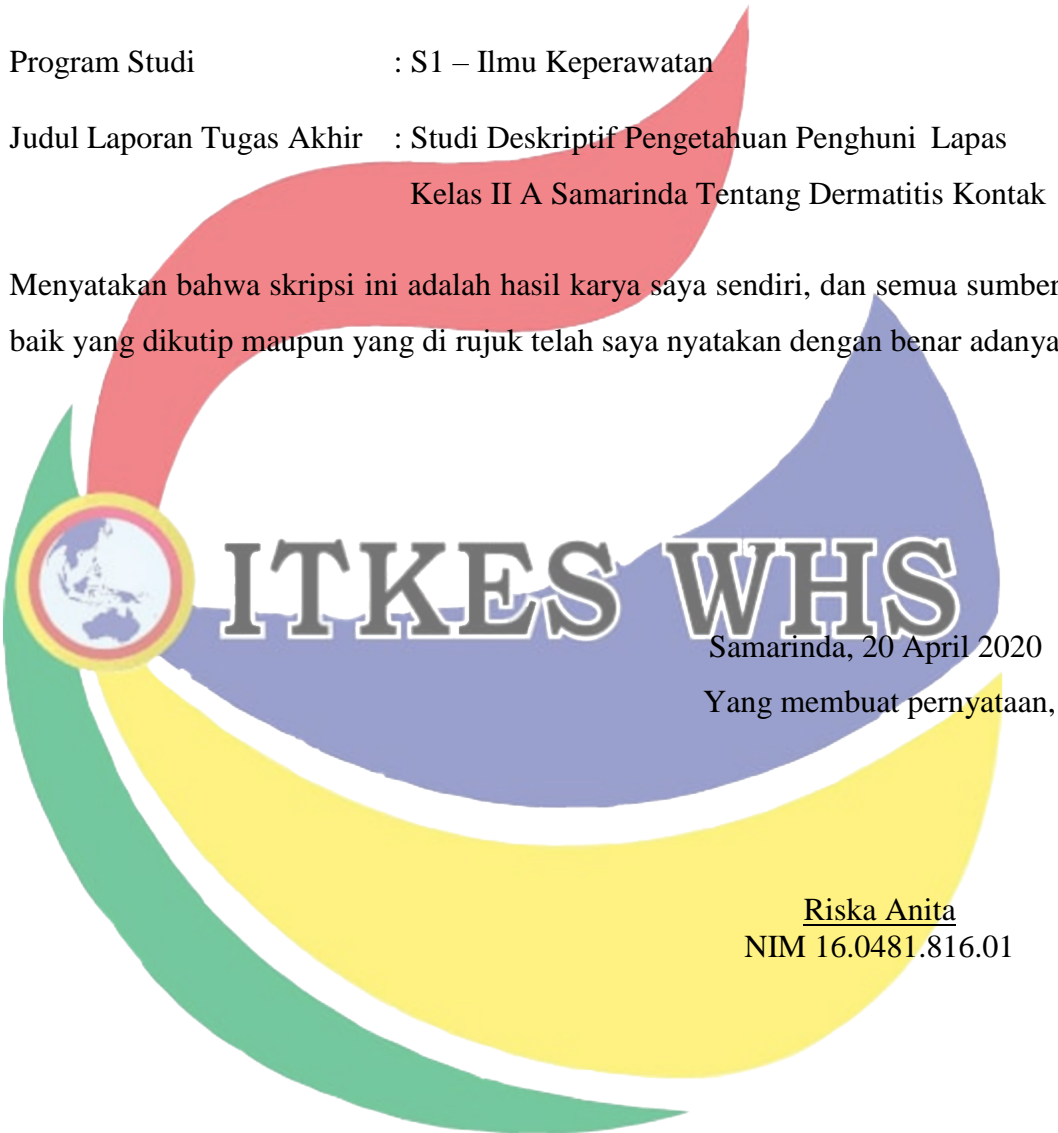 Program Studi : S1 – Ilmu Keperawatan
Judul Laporan Tugas Akhir : Studi Deskriptif Pengetahuan Penghuni Lapas
Kelas II A Samarinda Tentang Dermatitis Kontak
Menyatakan bahwa skripsi ini adalah hasil karya saya sendiri, dan semua sumber
baik yang dikutip maupun yang di rujuk telah saya nyatakan dengan benar adanya
ITKES WHS
Samarinda, 20 April 2020
Yang membuat pernyataan,
Riska Anita
NIM 16.0481.816.01